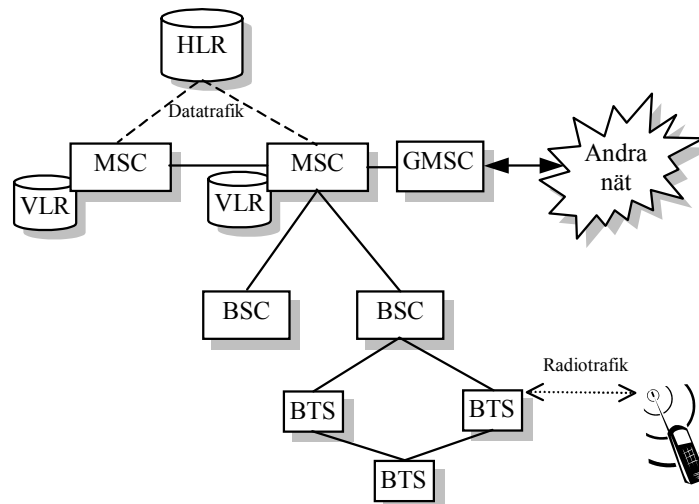 HLR
Datatrafik
MSC
MSC
GMSC
Andra
nät
VLR
VLR
BSC
BSC
Radiotrafik
BTS
BTS
BTS